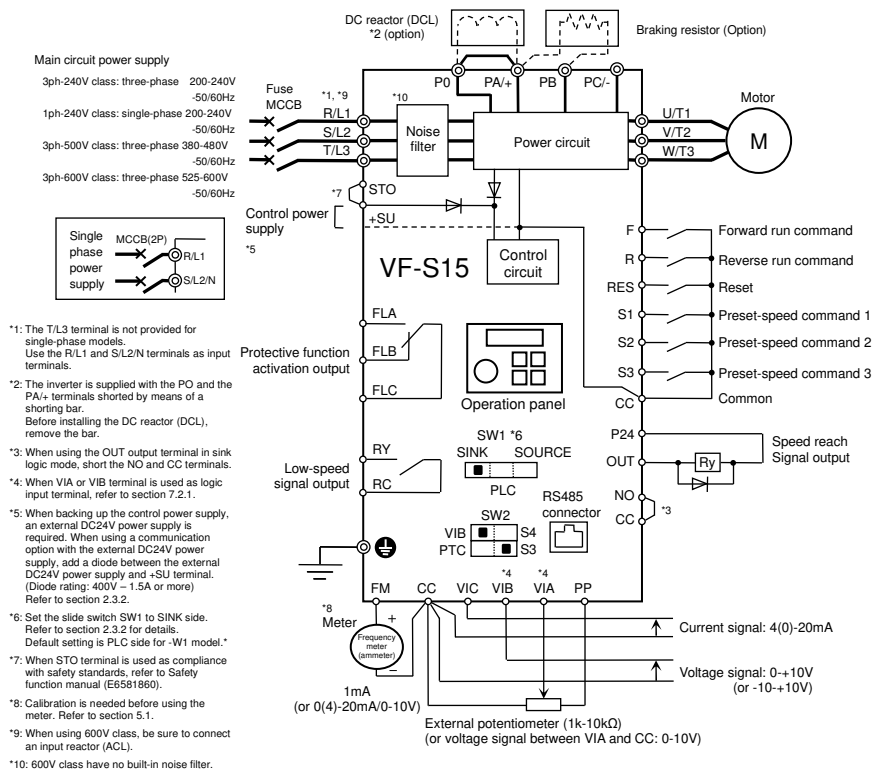 DC reactor (DCL)
*2 (option)
Braking resistor (Option)
Main circuit power supply
3ph-240V class: three-phase 200-240V
-50/60Hz
1ph-240V class: single-phase 200-240V
-50/60Hz
3ph-500V class: three-phase 380-480V
-50/60Hz
3ph-600V class: three-phase 525-600V
-50/60Hz
Fuse
MCCB
*1, *9
R/L1
S/L2
T/L3
*10
Noise
filter
P0
PA/+
PB
PC/-
Power circuit
U/T1
V/T2
W/T3
Motor
M
*7
STO
Control power
supply
*5
+SU
Control
circuit
VF-S15
Single
phase
power
supply
MCCB(2P)
R/L1
S/L2/N
F
Forward run command
R
Reverse run command
RES
Reset
S1
Preset-speed command 1
S2
Preset-speed command 2
S3
Preset-speed command 3
CC
Common
FLA
FLB
FLC
Protective function
activation output
Operation panel
P24
OUT
Ry
Speed reach
Signal output
NO
CC
*3
RY
RC
Low-speed
signal output
SW1 *6
SINK SOURCE
PLC
SW2
VIB S4
PTC S3
RS485
connector
FM
CC
VIC
*4
VIB
*4
VIA
PP
*8
Meter
+
Frequency
meter
(ammeter)
−
1mA
(or 0(4)-20mA/0-10V)
Current signal: 4(0)-20mA
Voltage signal: 0-+10V
(or -10-+10V)
External potentiometer (1k-10kΩ)
(or voltage signal between VIA and CC: 0-10V)
*1: The T/L3 terminal is not provided for
single-phase models.
Use the R/L1 and S/L2/N terminals as input
terminals.
*2: The inverter is supplied with the PO and the
PA/+ terminals shorted by means of a
shorting bar.
Before installing the DC reactor (DCL),
remove the bar.
*3: When using the OUT output terminal in sink
logic mode, short the NO and CC terminals.
*4: When VIA or VIB terminal is used as logic
input terminal, refer to section 7.2.1.
*5: When backing up the control power supply,
an external DC24V power supply is
required. When using a communication
option with the external DC24V power
supply, add a diode between the external
DC24V power supply and +SU terminal.
(Diode rating: 400V – 1.5A or more)
Refer to section 2.3.2.
*6: Set the slide switch SW1 to SINK side.
Refer to section 2.3.2 for details.
Default setting is PLC side for -W1 model.*
*7: When STO terminal is used as compliance
with safety standards, refer to Safety
function manual (E6581860).
*8: Calibration is needed before using the
meter. Refer to section 5.1.
*9: When using 600V class, be sure to connect
an input reactor (ACL).
*10: 600V class have no built-in noise filter.